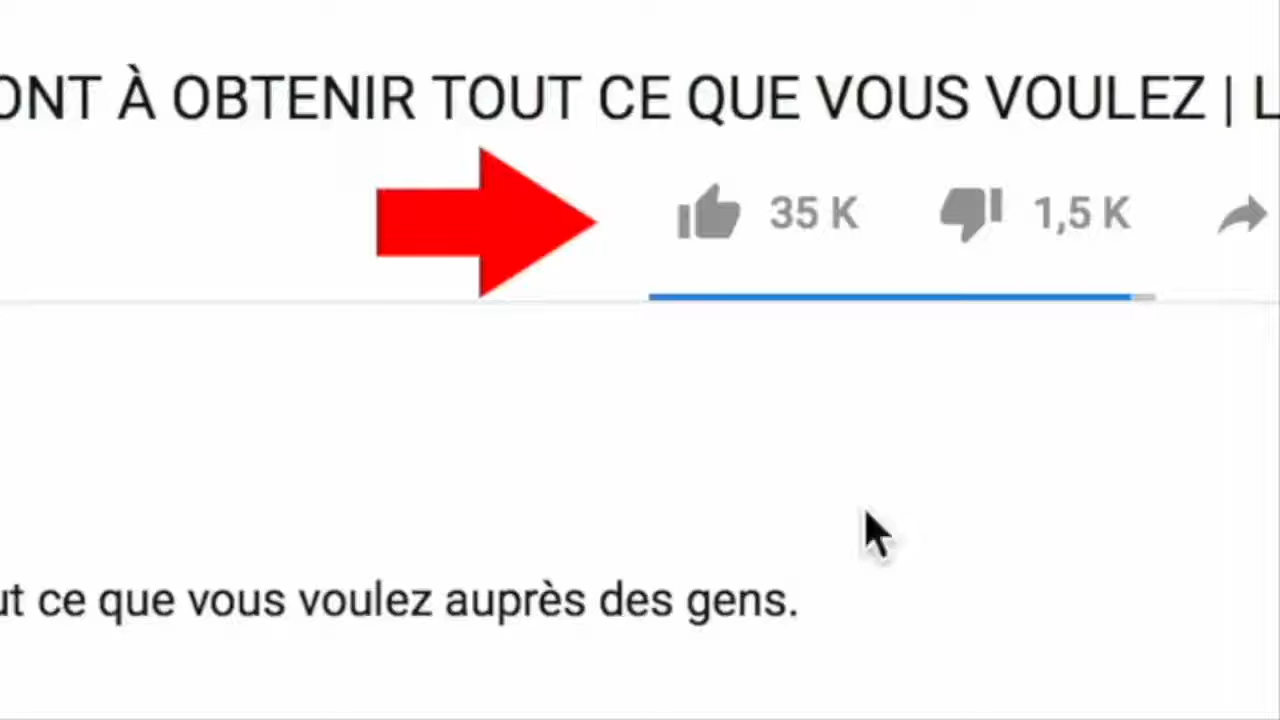 ONT À OBTENIR TOUT CE QUE VOUS VOULEZ | L
35 K 1,5 K
ut ce que vous voulez auprès des gens.